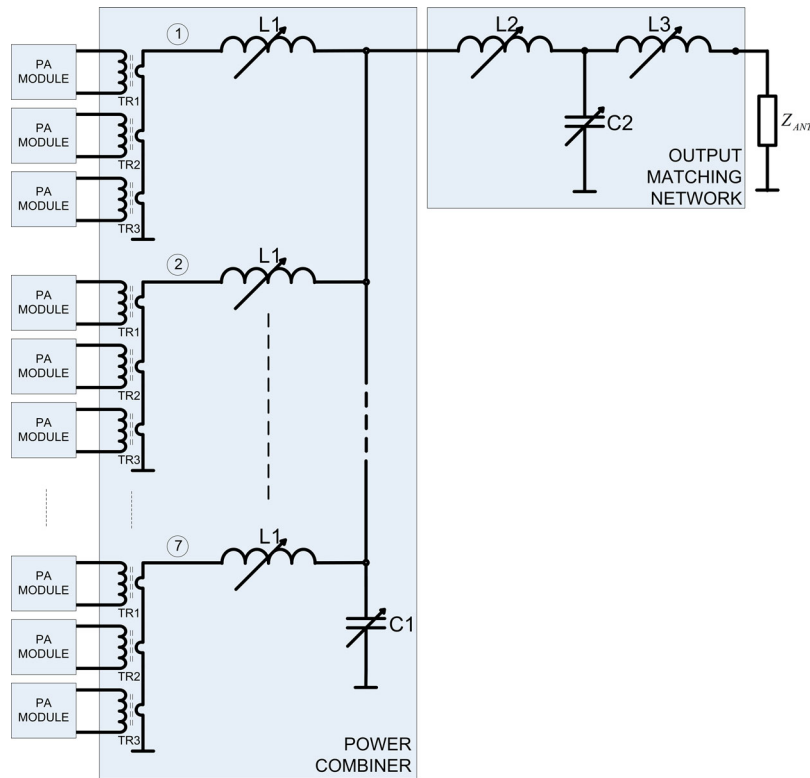 PA
MODULE
TR1
PA
MODULE
TR2
PA
MODULE
TR3
1
L1
L2
L3
C2
Z_ANT
OUTPUT
MATCHING
NETWORK
PA
MODULE
TR1
PA
MODULE
TR2
PA
MODULE
TR3
2
L1
PA
MODULE
TR1
PA
MODULE
TR2
PA
MODULE
TR3
7
L1
C1
POWER
COMBINER